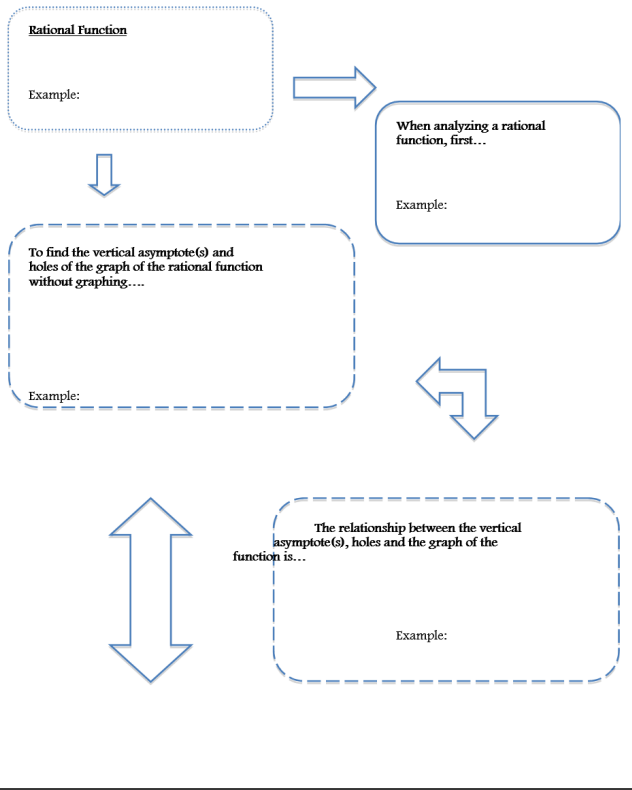 Rational Function
Example:
When analyzing a rational
function, first…
Example:
To find the vertical asymptote(s) and
holes of the graph of the rational function
without graphing….
Example:
The relationship between the vertical
asymptote(s), holes and the graph of the
function is…
Example: